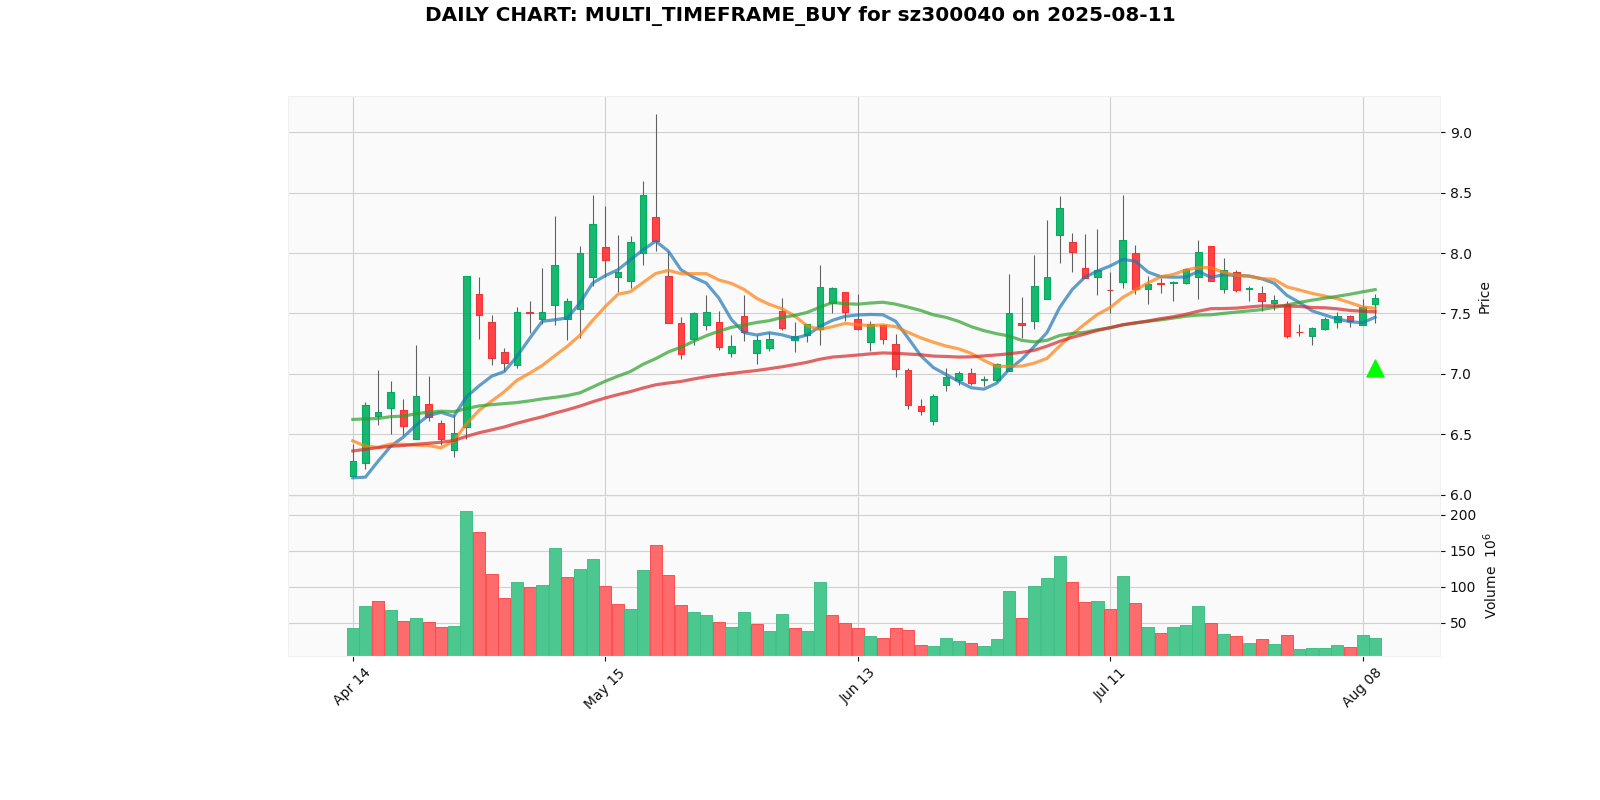 DAILY CHART: MULTI_TIMEFRAME_BUY for sz300040 on 2025-08-11
9.0
8.5
8.0
7.5
7.0
6.5
6.0
Price
200
150
100
50
Volume 10⁶
Apr 14
May 15
Jun 13
Jul 11
Aug 08